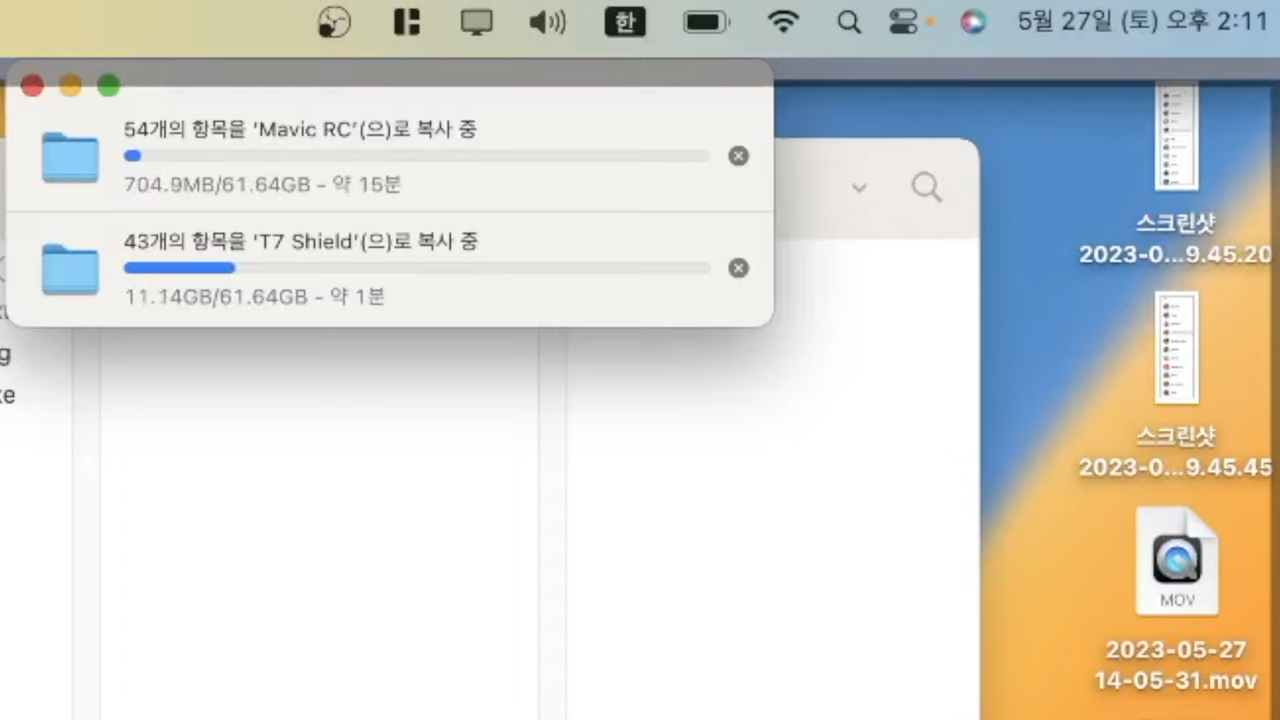 한
5월 27일 (토) 오후 2:11
54개의 항목을 ‘Mavic RC’(으)로 복사 중
704.9MB/61.64GB – 약 15분
43개의 항목을 ‘T7 Shield’(으)로 복사 중
11.14GB/61.64GB – 약 1분
스크린샷
2023-0...9.45.20
스크린샷
2023-0...9.45.45
MOV
2023-05-27
14-05-31.mov